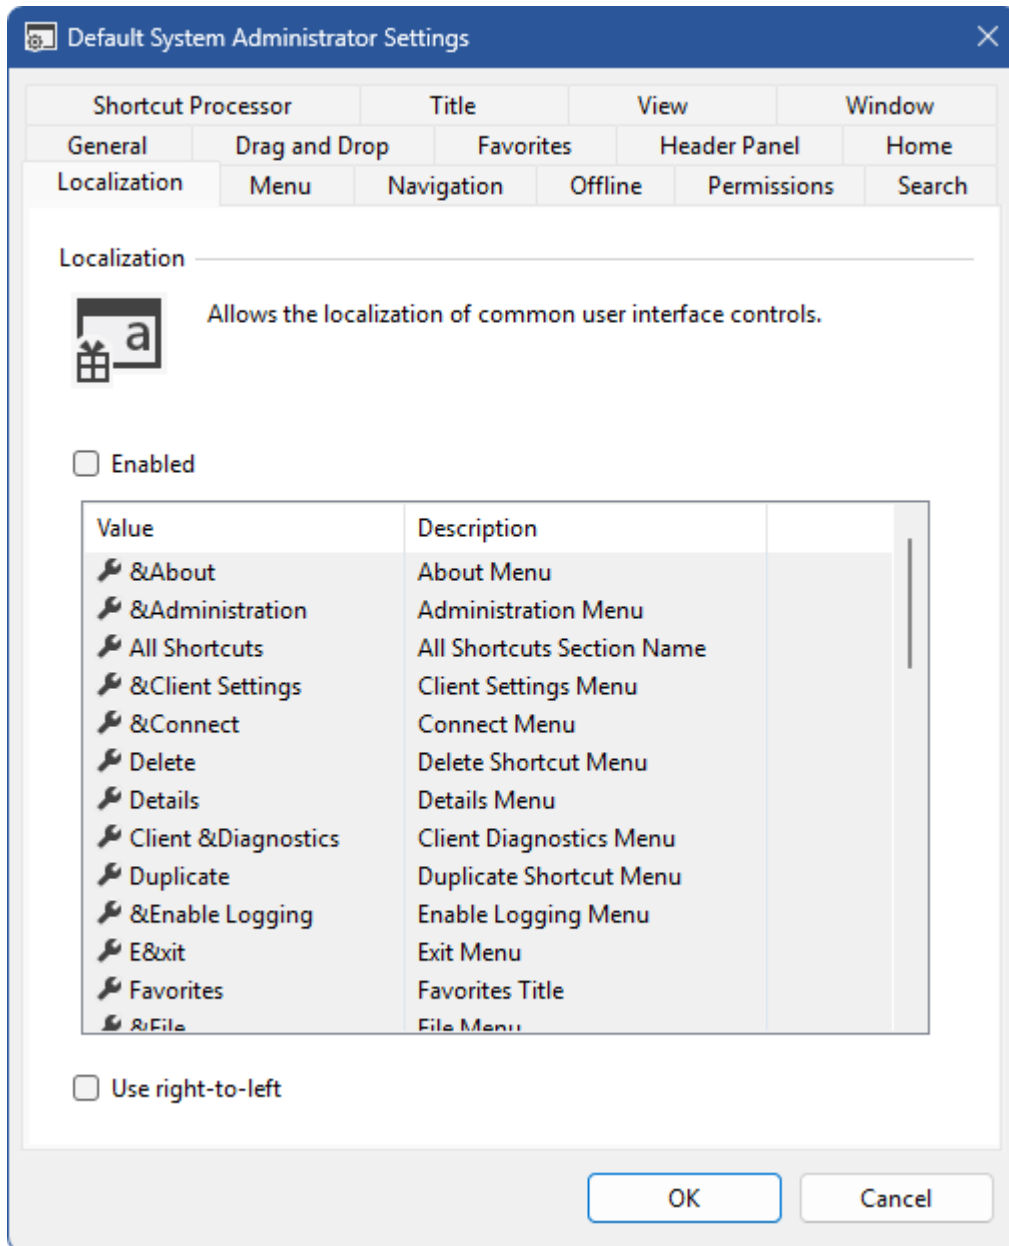 Default System Administrator Settings
Shortcut Processor Title View Window
General Drag and Drop Favorites Header Panel Home
Localization Menu Navigation Offline Permissions Search
Localization
a Allows the localization of common user interface controls.
Enabled
Value Description
&About About Menu
&Administration Administration Menu
All Shortcuts All Shortcuts Section Name
&Client Settings Client Settings Menu
&Connect Connect Menu
Delete Delete Shortcut Menu
Details Details Menu
Client &Diagnostics Client Diagnostics Menu
Duplicate Duplicate Shortcut Menu
&Enable Logging Enable Logging Menu
E&xit Exit Menu
Favorites Favorites Title
&File File Menu
Use right-to-left
OK Cancel